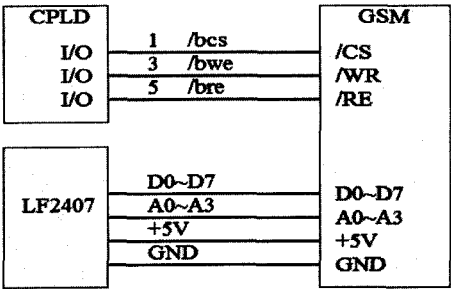 CPLD GSM
I/O 1 /bcs /CS
I/O 3 /bwe /WR
I/O 5 /bre /RE
D0~D7 D0~D7
LF2407 A0~A3 A0~A3
+5V +5V
GND GND